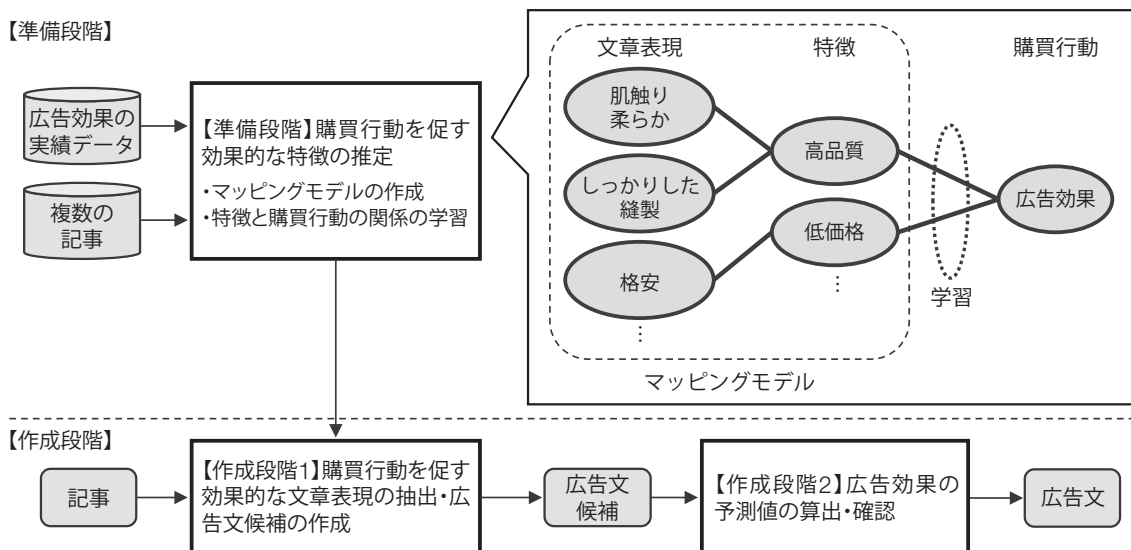 【準備段階】
広告効果の
実績データ
複数の
記事
【準備段階】購買行動を促す
効果的な特徴の推定
・マッピングモデルの作成
・特徴と購買行動の関係の学習
文章表現
特徴
購買行動
肌触り
柔らか
しっかりした
縫製
格安
…
高品質
低価格
…
広告効果
学習
マッピングモデル
【作成段階】
記事
【作成段階1】購買行動を促す
効果的な文章表現の抽出・広
告文候補の作成
広告文
候補
【作成段階2】広告効果の
予測値の算出・確認
広告文